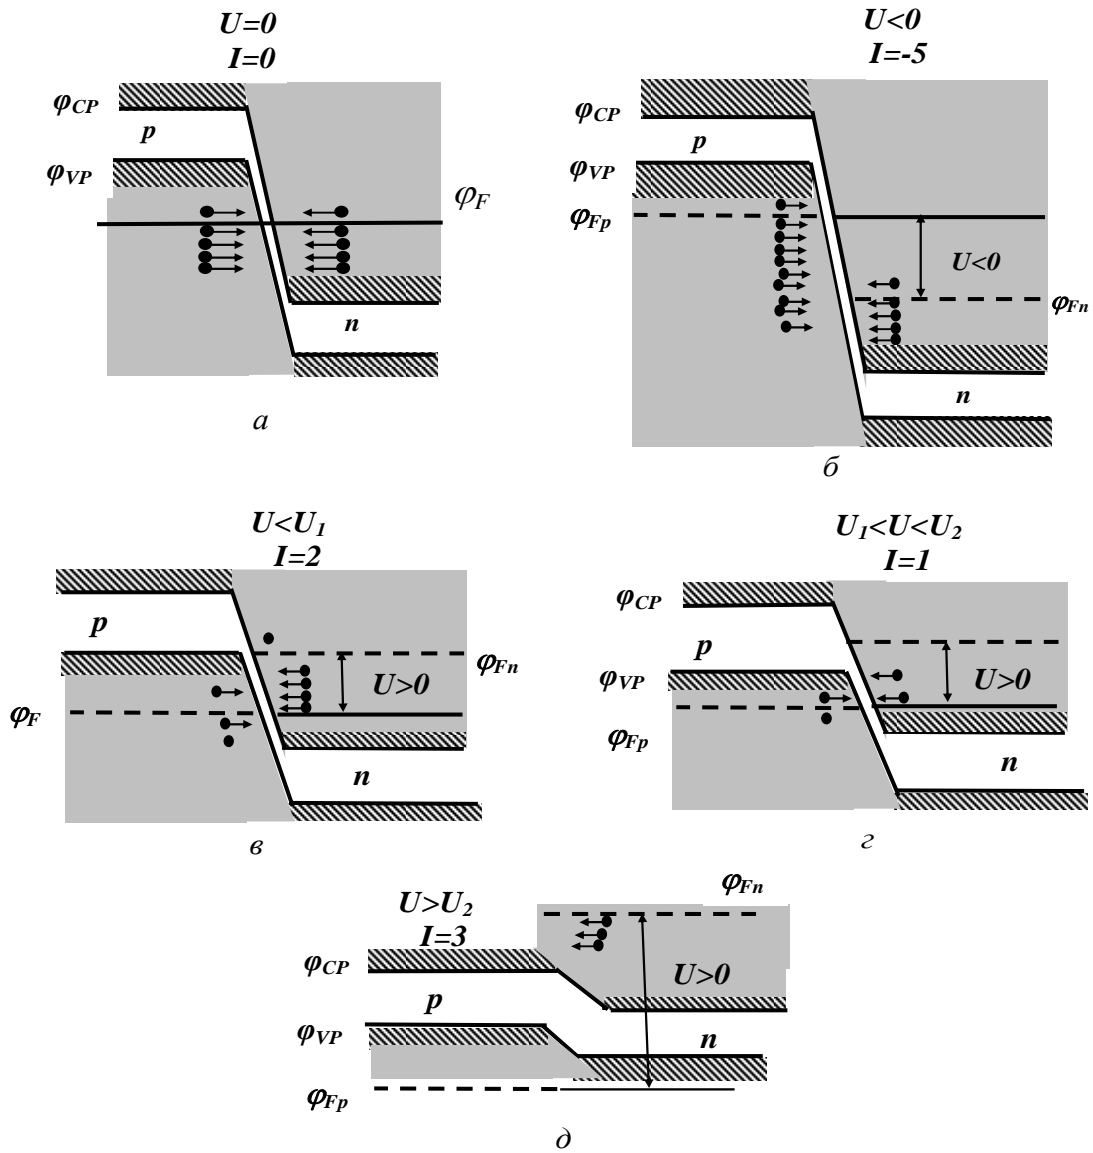 U=0
I=0
φCP
p
φVP
φF
n
а
U<0
I=-5
φCP
p
φVP
φFp
U<0
φFn
n
б
U<U1
I=2
p
φFn
U>0
φF
n
в
U1<U<U2
I=1
φCP
p
φVP
U>0
φFp
n
г
φFn
U>U2
I=3
φCP
U>0
p
φVP
n
φFp
д